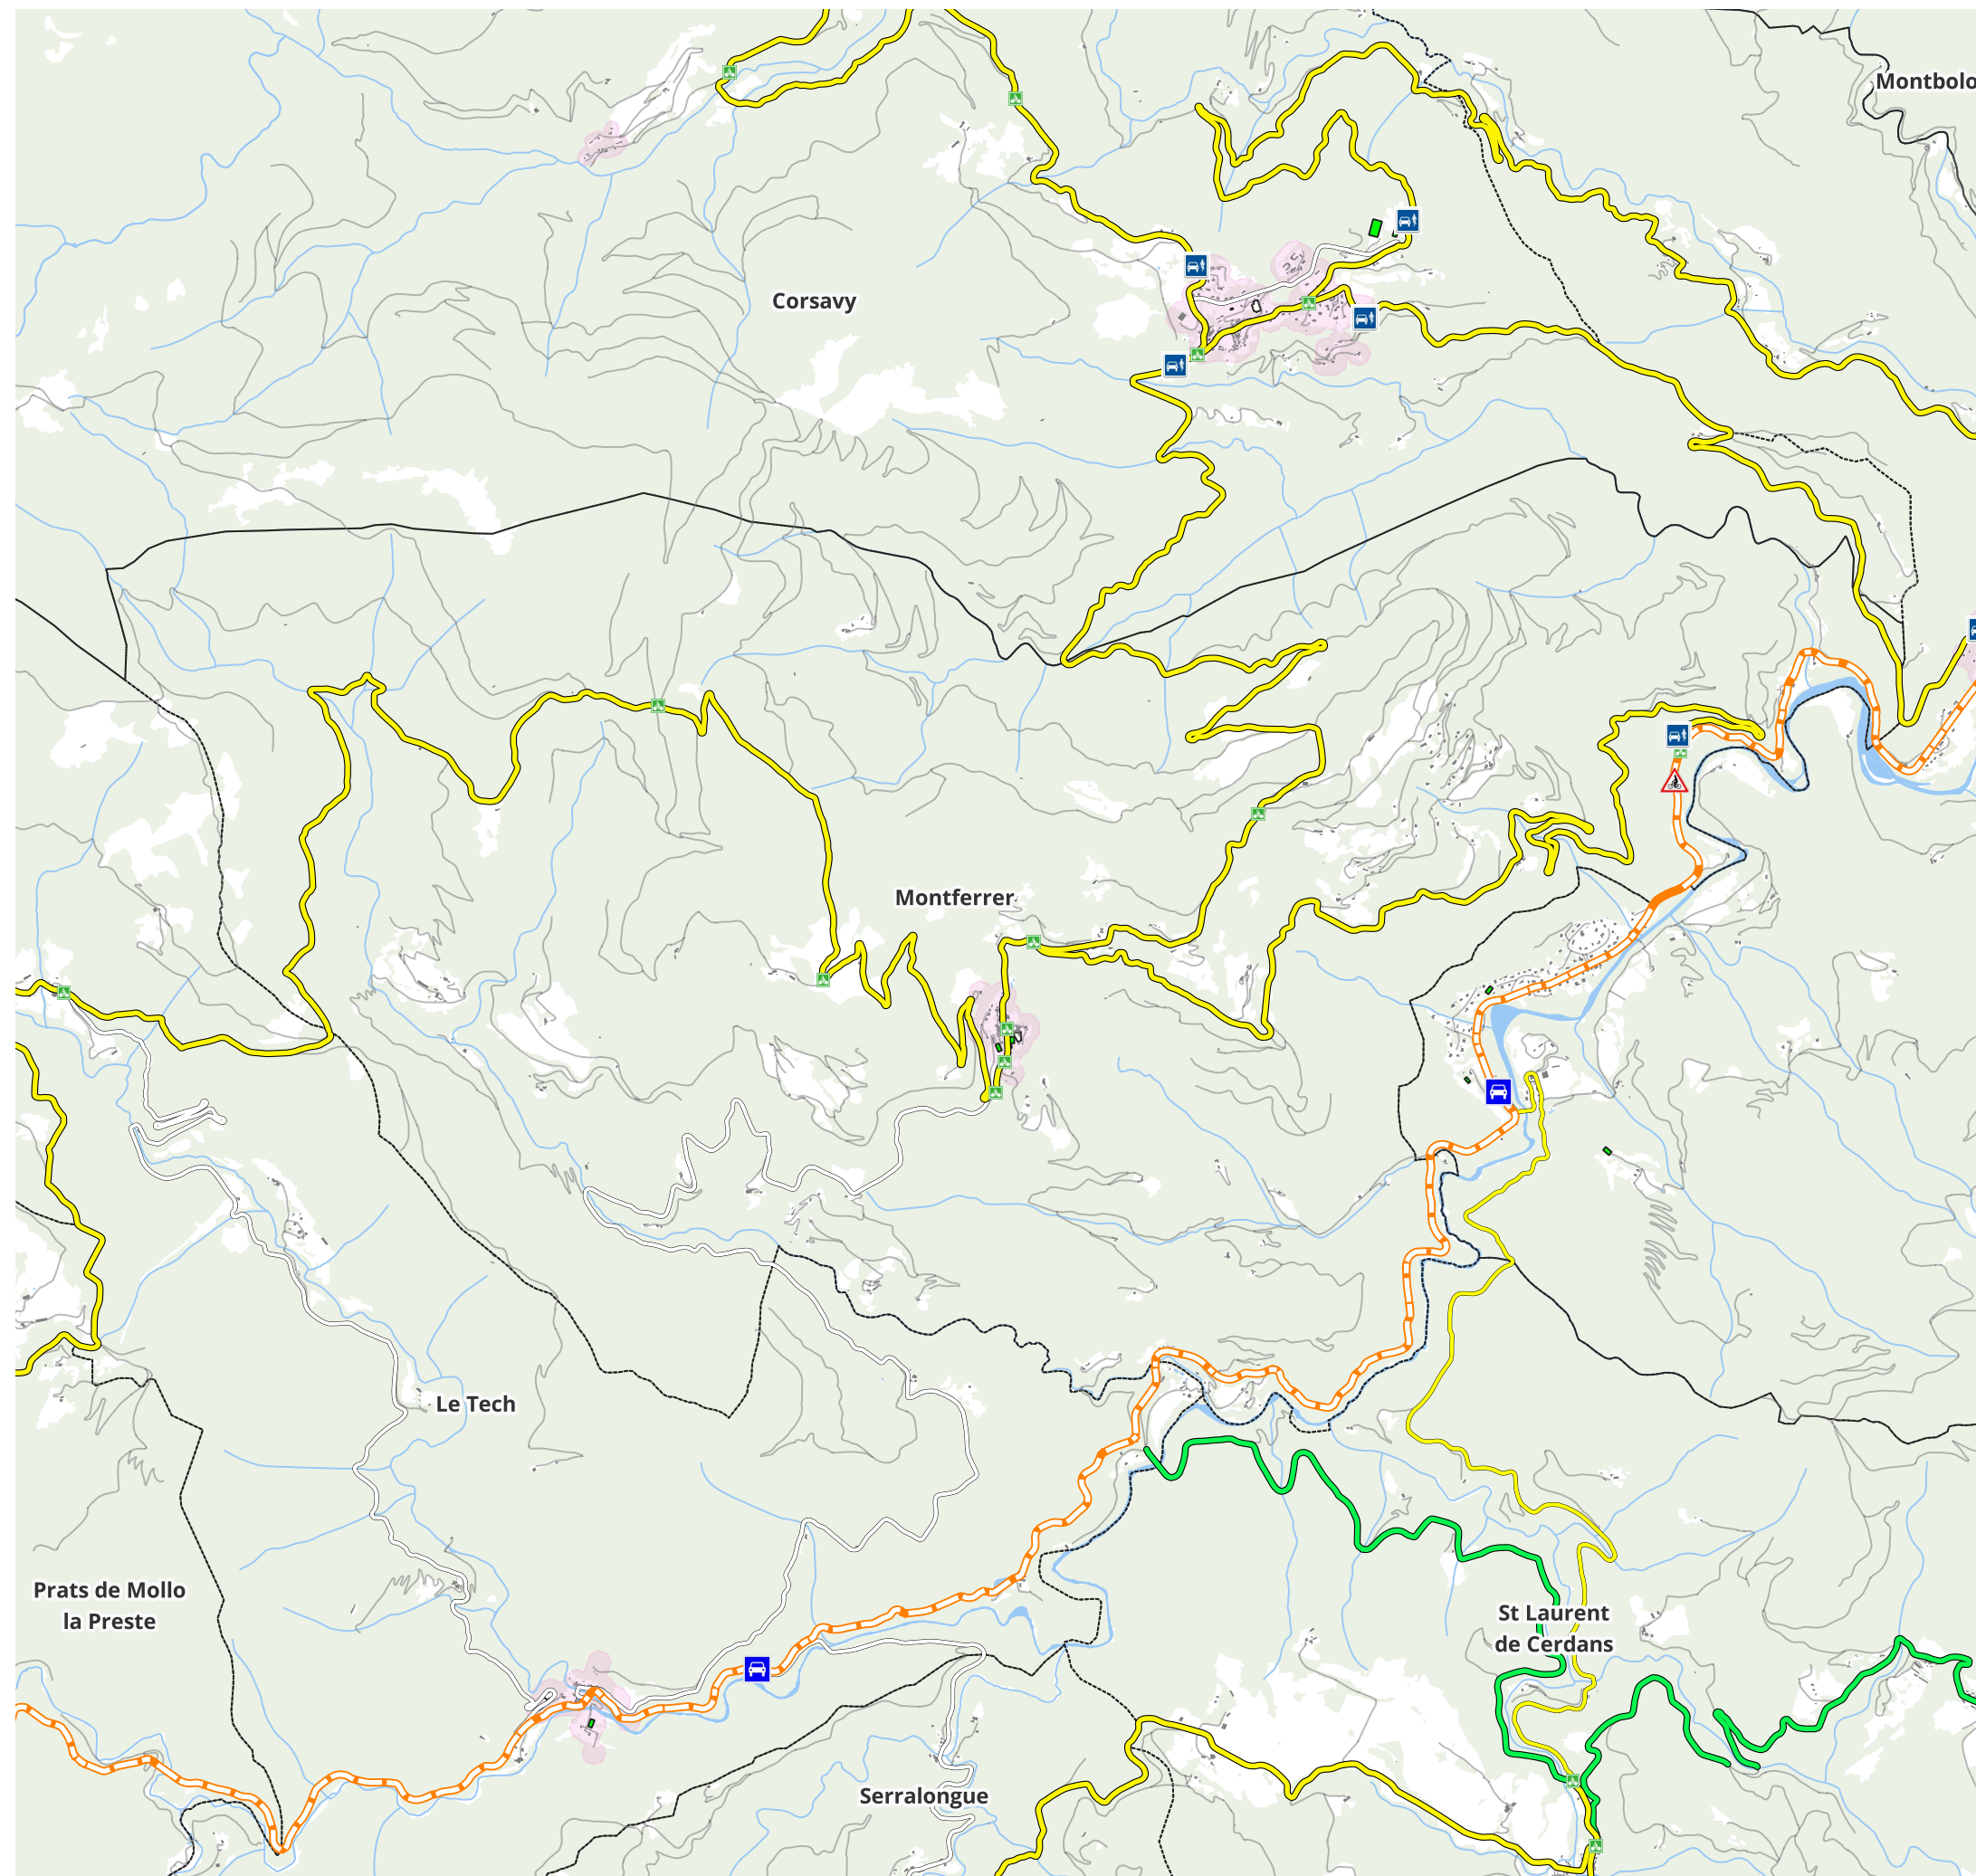 Montbolo
Corsavy
Montferrer
Le Tech
Prats de Mollo
la Preste
St Laurent
de Cerdans
Serralongue